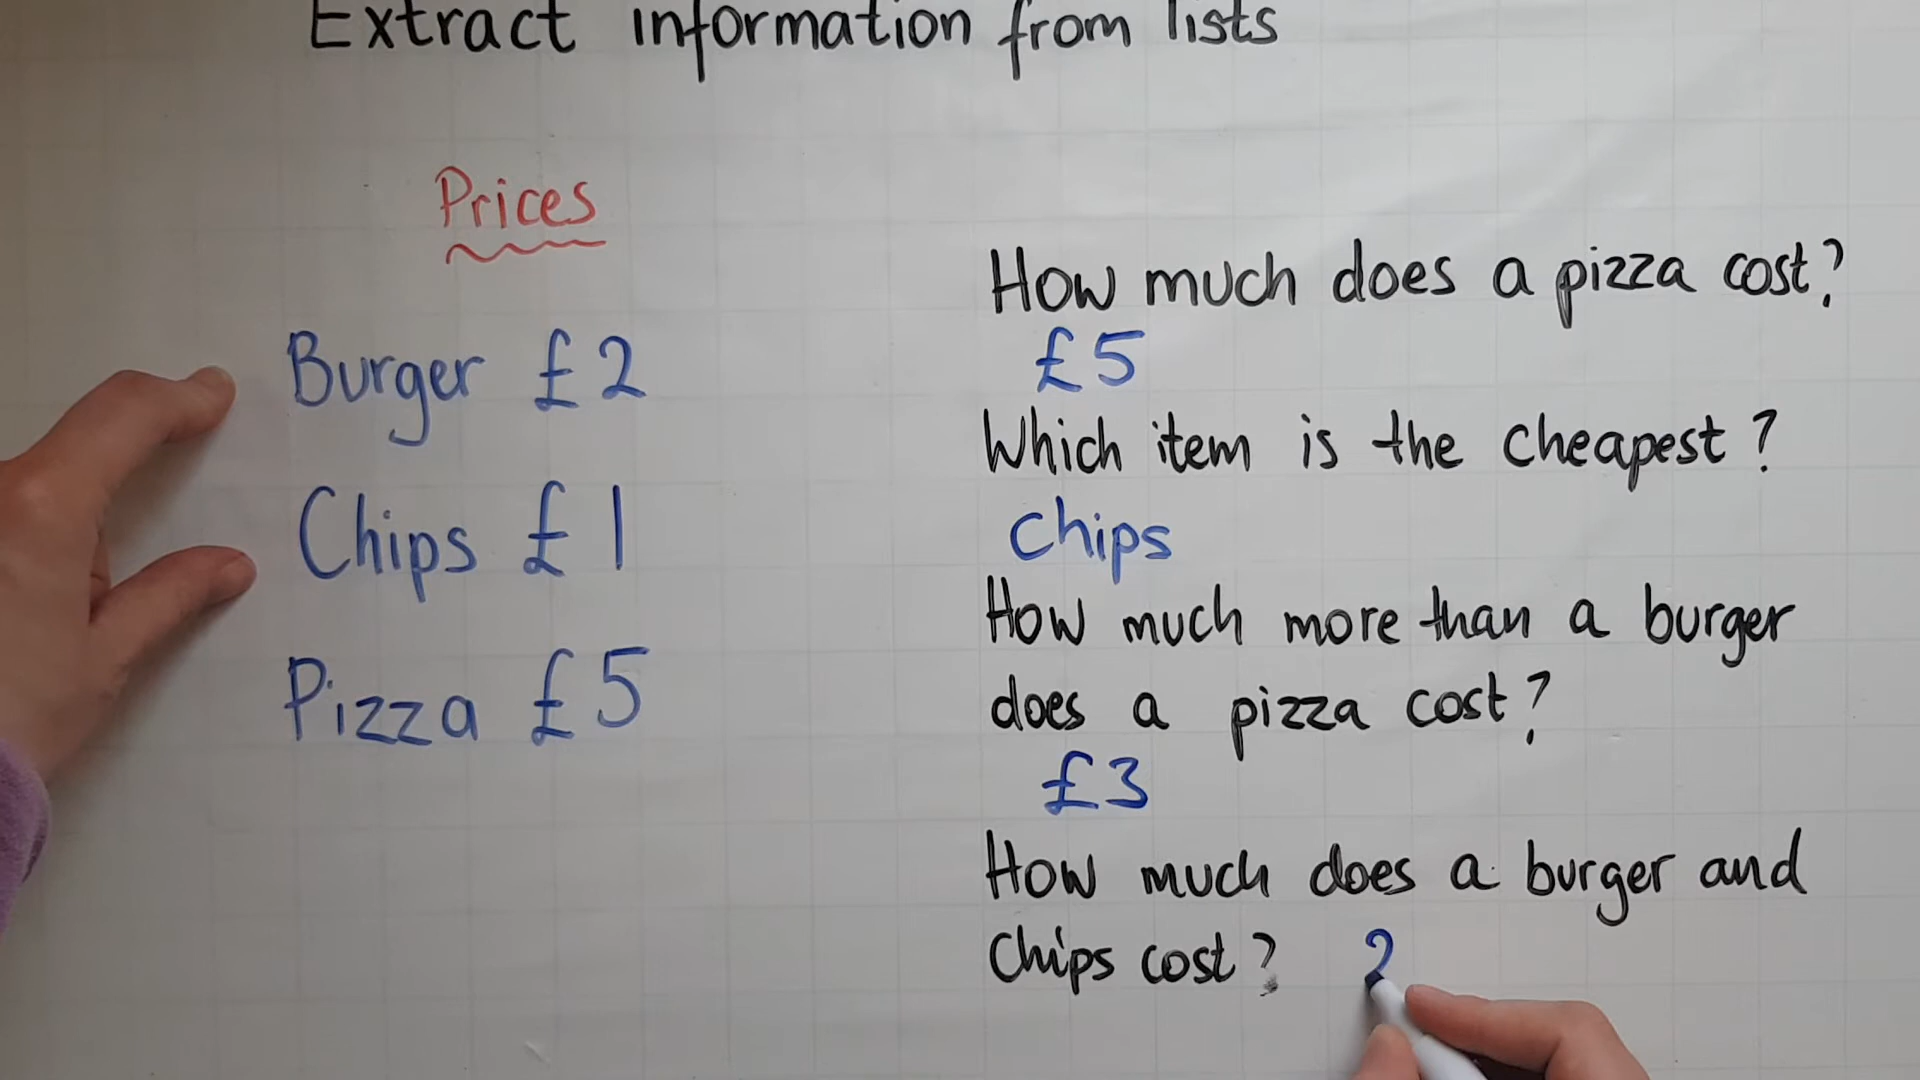 Extract information from lists
Prices
Burger £2
Chips £1
Pizza £5
How much does a pizza cost?
£5
Which item is the cheapest?
Chips
How much more than a burger
does a pizza cost?
£3
How much does a burger and
Chips cost? 2